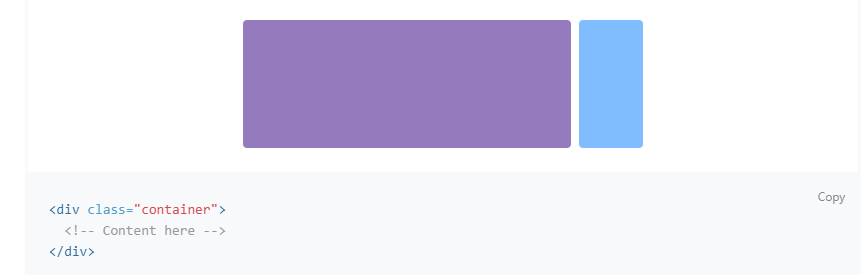 Copy
<div class="container">
  <!-- Content here -->
</div>